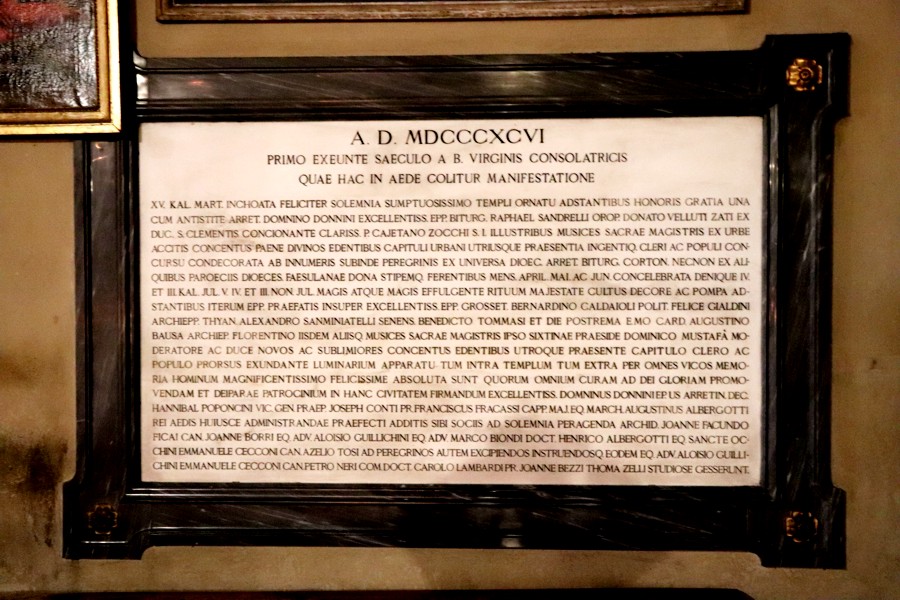 A. D. MDCCCXCVI
PRIMO EXEUNTE SAECULO A B. VIRGINIS CONSOLATRICIS
QUAE HAC IN AEDE COLITUR MANIFESTATIONE
XV. KAL. MART. INCHOATA FELICITER SOLEMNIA SUMPTUOSISSIMO TEMPLI ORNATU ADSTANTIBUS HONORIS GRATIA UNA
CUM ANTISTITE ARRET. DOMNINO DONNINI EXCELLENTISS. EPP. BITURG. RAPHAEL SANDRELLI OROP. DONATO VELLUTI ZATI EX
DUC. S. CLEMENTIS CONCIONANTE CLARISS. P. CAJETANO ZOCCHI S. I. ILLUSTRIBUS MUSICES SACRAE MAGISTRIS EX URBE
ACCITIS CONCENTUS PAENE DIVINOS EDENTIBUS CAPITULI URBANI UTRIUSQUE PRAESENTIA INGENTIQ. CLERI AC POPULI CON-
CURSU CONDECORATA AB INNUMERIS SUBINDE PEREGRINIS EX UNIVERSA DIOEC. ARRET. BITURG. CORTON. NECNON EX ALI-
QUIBUS PAROECIIS DIOECES. FAESULANAE DONA STIPEMQ. FERENTIBUS MENS. APRIL. MAI. AC JUN. CONCELEBRATA DENIQUE IV.
ET III. KAL. JUL. V. IV. ET III. NON JUL. MAGIS ATQUE MAGIS EFFULGENTE RITUUM MAJESTATE CULTUS DECORE AC POMPA AD-
STANTIBUS ITERUM EPP. PRAEFATIS INSUPER EXCELLENTISS. EPP. GROSSET. BERNARDINO CALDAIOLI POLIT. FELICE GIALDINI
ARCHIEPP. THYAN. ALEXANDRO SANMINIATELLI SENENS. BENEDICTO TOMMASI ET DIE POSTREMA E.MO CARD. AUGUSTINO
BAUSA ARCHIEP. FLORENTINO IISDEM ALIISQ. MUSICES SACRAE MAGISTRIS IPSO SIXTINAE PRAESIDE DOMINICO MUSTAFÀ MO-
DERATORE AC DUCE NOVOS AC SUBLIMIORES CONCENTUS EDENTIBUS UTROQUE PRAESENTE CAPITULO CLERO AC
POPULO PRORSUS EXUNDANTE LUMINARIUM APPARATU TUM INTRA TEMPLUM TUM EXTRA PER OMNES VICOS MEMO-
RIA HOMINUM MAGNIFICENTISSIMO FELICISSIME ABSOLUTA SUNT QUORUM OMNIUM CURAM AD DEI GLORIAM PROMO-
VENDAM ET DEIPARAE PATROCINIUM IN HANC CIVITATEM FIRMANDUM EXCELLENTISS. DOMINUS DONNINI EP.US ARRETIN. DEC.
HANNIBAL POPONCINI VIC. GEN PRAEP. JOSEPH CONTI PR. FRANCISCUS FRACASSI CAPP. MAJ. EQ. MARCH. AUGUSTINUS ALBERGOTTI
REI AEDIS HUIUSCE ADMINISTRANDAE PRAEFECTI ADDITIS SIBI SOCIIS AD SOLEMNIA PERAGENDA ARCHID. JOANNE FACUNDO
FICAI CAN. JOANNE BORRI EQ. ADV. ALOISIO GUILLICHINI EQ. ADV MARCO BIONDI DOCT. HENRICO ALBERGOTTI EQ SANCTE OC-
CHINI EMMANUELE CECCONI CAN. AZELIO TOSI AD PEREGRINOS AUTEM EXCIPIENDOS INSTRUENDOSQ. EODEM EQ. ADV. ALOISIO GUILLI-
CHINI EMMANUELE CECCONI CAN. PETRO NERI COM. DOCT. CAROLO LAMBARDI PR. JOANNE BEZZI THOMA ZELLI STUDIOSE GESSERUNT.